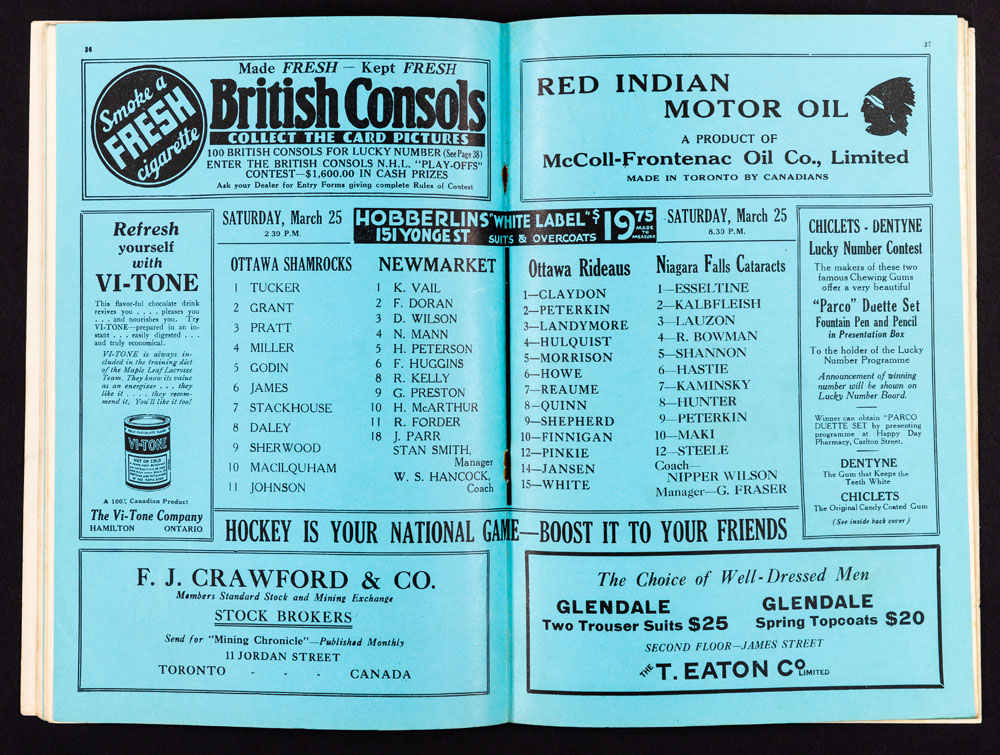 36
Smoke a
FRESH
cigarette
Made FRESH — Kept FRESH
British Consols
COLLECT THE CARD PICTURES
100 BRITISH CONSOLS FOR LUCKY NUMBER (See Page 38)
ENTER THE BRITISH CONSOLS N.H.L. "PLAY-OFFS"
CONTEST—$1,600.00 IN CASH PRIZES
Ask your Dealer for Entry Forms giving complete Rules of Contest
37
RED INDIAN
MOTOR OIL
A PRODUCT OF
McColl-Frontenac Oil Co., Limited
MADE IN TORONTO BY CANADIANS
Refresh
yourself
with
VI-TONE
This flavor-ful chocolate drink
revives you . . . . pleases you
. . . and nourishes you. Try
VI-TONE—prepared in an in-
stant . . . easily digested . . .
and truly economical.
VI-TONE is always in-
cluded in the training diet
of the Maple Leaf Lacrosse
Team. They know its value
as an energizer . . . they
like it . . . . they recom-
mend it. You'll like it too!
VI-TONE
HOT OR COLD
A 100% Canadian Product
The Vi-Tone Company
HAMILTON ONTARIO
SATURDAY, March 25
2 30 P.M.
HOBBERLINS "WHITE LABEL" $19.75
151 YONGE ST SUITS & OVERCOATS
MADE
TO
MEASURE
SATURDAY, March 25
8.30 P.M.
OTTAWA SHAMROCKS
1 TUCKER
2 GRANT
3 PRATT
4 MILLER
5 GODIN
6 JAMES
7 STACKHOUSE
8 DALEY
9 SHERWOOD
10 MACILQUHAM
11 JOHNSON
NEWMARKET
1 K. VAIL
2 F. DORAN
3 D. WILSON
4 N. MANN
5 H. PETERSON
6 F. HUGGINS
8 R. KELLY
9 G. PRESTON
10 H. McARTHUR
11 R. FORDER
18 J. PARR
STAN SMITH,
Manager
W. S. HANCOCK,
Coach
Ottawa Rideaus
1—CLAYDON
2—PETERKIN
3—LANDYMORE
4—HULQUIST
5—MORRISON
6—HOWE
7—REAUME
8—QUINN
9—SHEPHERD
10—FINNIGAN
12—PINKIE
14—JANSEN
15—WHITE
Niagara Falls Cataracts
1—ESSELTINE
2—KALBFLEISH
3—LAUZON
4—R. BOWMAN
5—SHANNON
6—HASTIE
7—KAMINSKY
8—HUNTER
9—PETERKIN
10—MAKI
12—STEELE
Coach—
NIPPER WILSON
Manager—G. FRASER
CHICLETS - DENTYNE
Lucky Number Contest
The makers of these two
famous Chewing Gums
offer a very beautiful
"Parco" Duette Set
Fountain Pen and Pencil
in Presentation Box
To the holder of the Lucky
Number Programme
Announcement of winning
number will be shown on
Lucky Number Board.
Winner can obtain "PARCO
DUETTE SET by presenting
programme at Happy Day
Pharmacy, Carlton Street.
DENTYNE
The Gum that Keeps the
Teeth White
CHICLETS
The Original Candy Coated Gum
(See inside back cover)
HOCKEY IS YOUR NATIONAL GAME—BOOST IT TO YOUR FRIENDS
F. J. CRAWFORD & CO.
Members Standard Stock and Mining Exchange
STOCK BROKERS
Send for "Mining Chronicle"—Published Monthly
11 JORDAN STREET
TORONTO - - - CANADA
The Choice of Well-Dressed Men
GLENDALE
Two Trouser Suits $25
GLENDALE
Spring Topcoats $20
SECOND FLOOR—JAMES STREET
THE T. EATON CO LIMITED